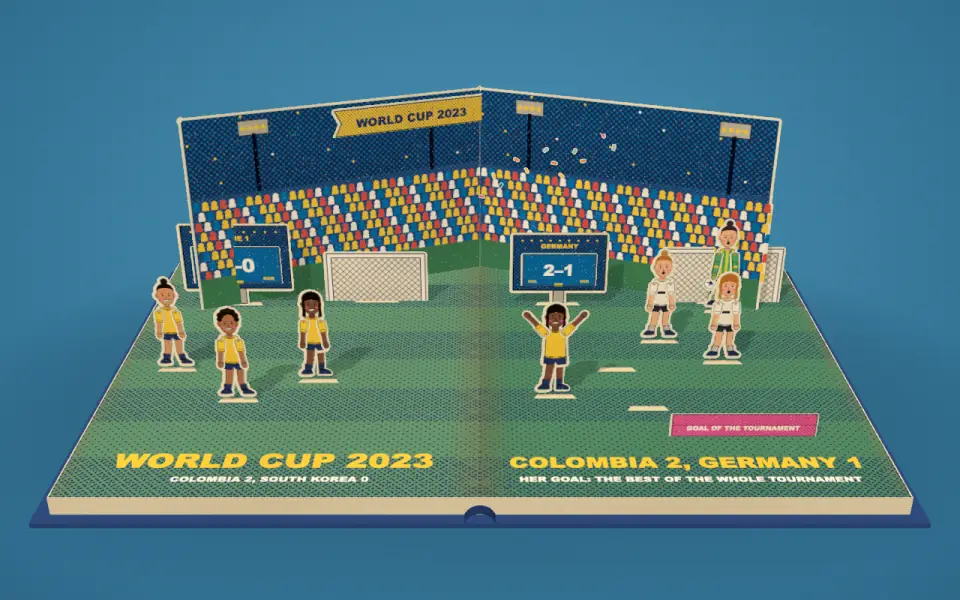 WORLD CUP 2023
GERMANY
2–1
GOAL OF THE TOURNAMENT
WORLD CUP 2023
COLOMBIA 2, SOUTH KOREA 0
COLOMBIA 2, GERMANY 1
HER GOAL: THE BEST OF THE WHOLE TOURNAMENT